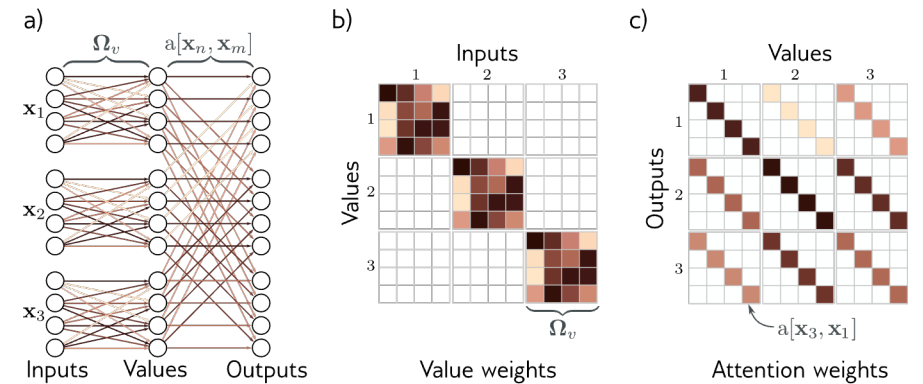 a)
Ω_v
a[x_n, x_m]
x_1
x_2
x_3
Inputs
Values
Outputs
b)
Inputs
1 2 3
Values
1
2
3
Ω_v
Value weights
c)
Values
1 2 3
Outputs
1
2
3
a[x_3, x_1]
Attention weights